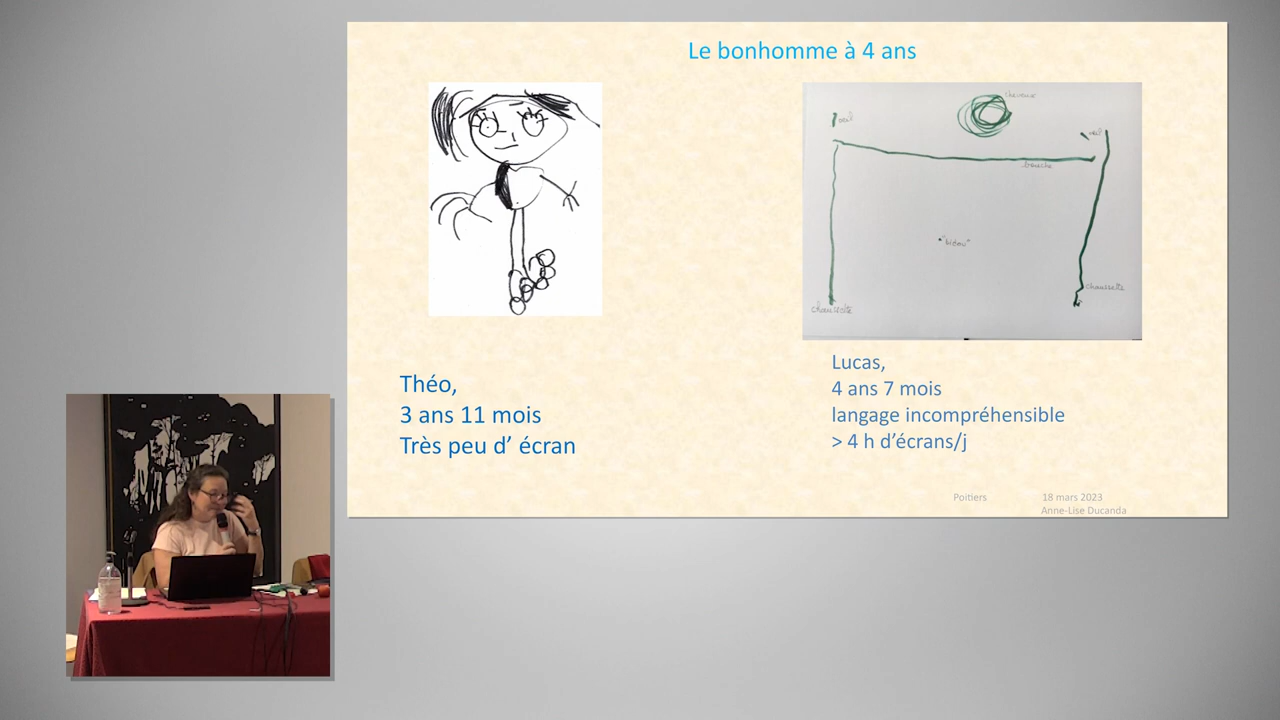 Le bonhomme à 4 ans
cheveux
oeil
oeil
bouche
"bidou"
chaussette
chaussette
Théo,
3 ans 11 mois
Très peu d’ écran
Lucas,
4 ans 7 mois
langage incompréhensible
> 4 h d’écrans/j
Poitiers 18 mars 2023
Anne-Lise Ducanda